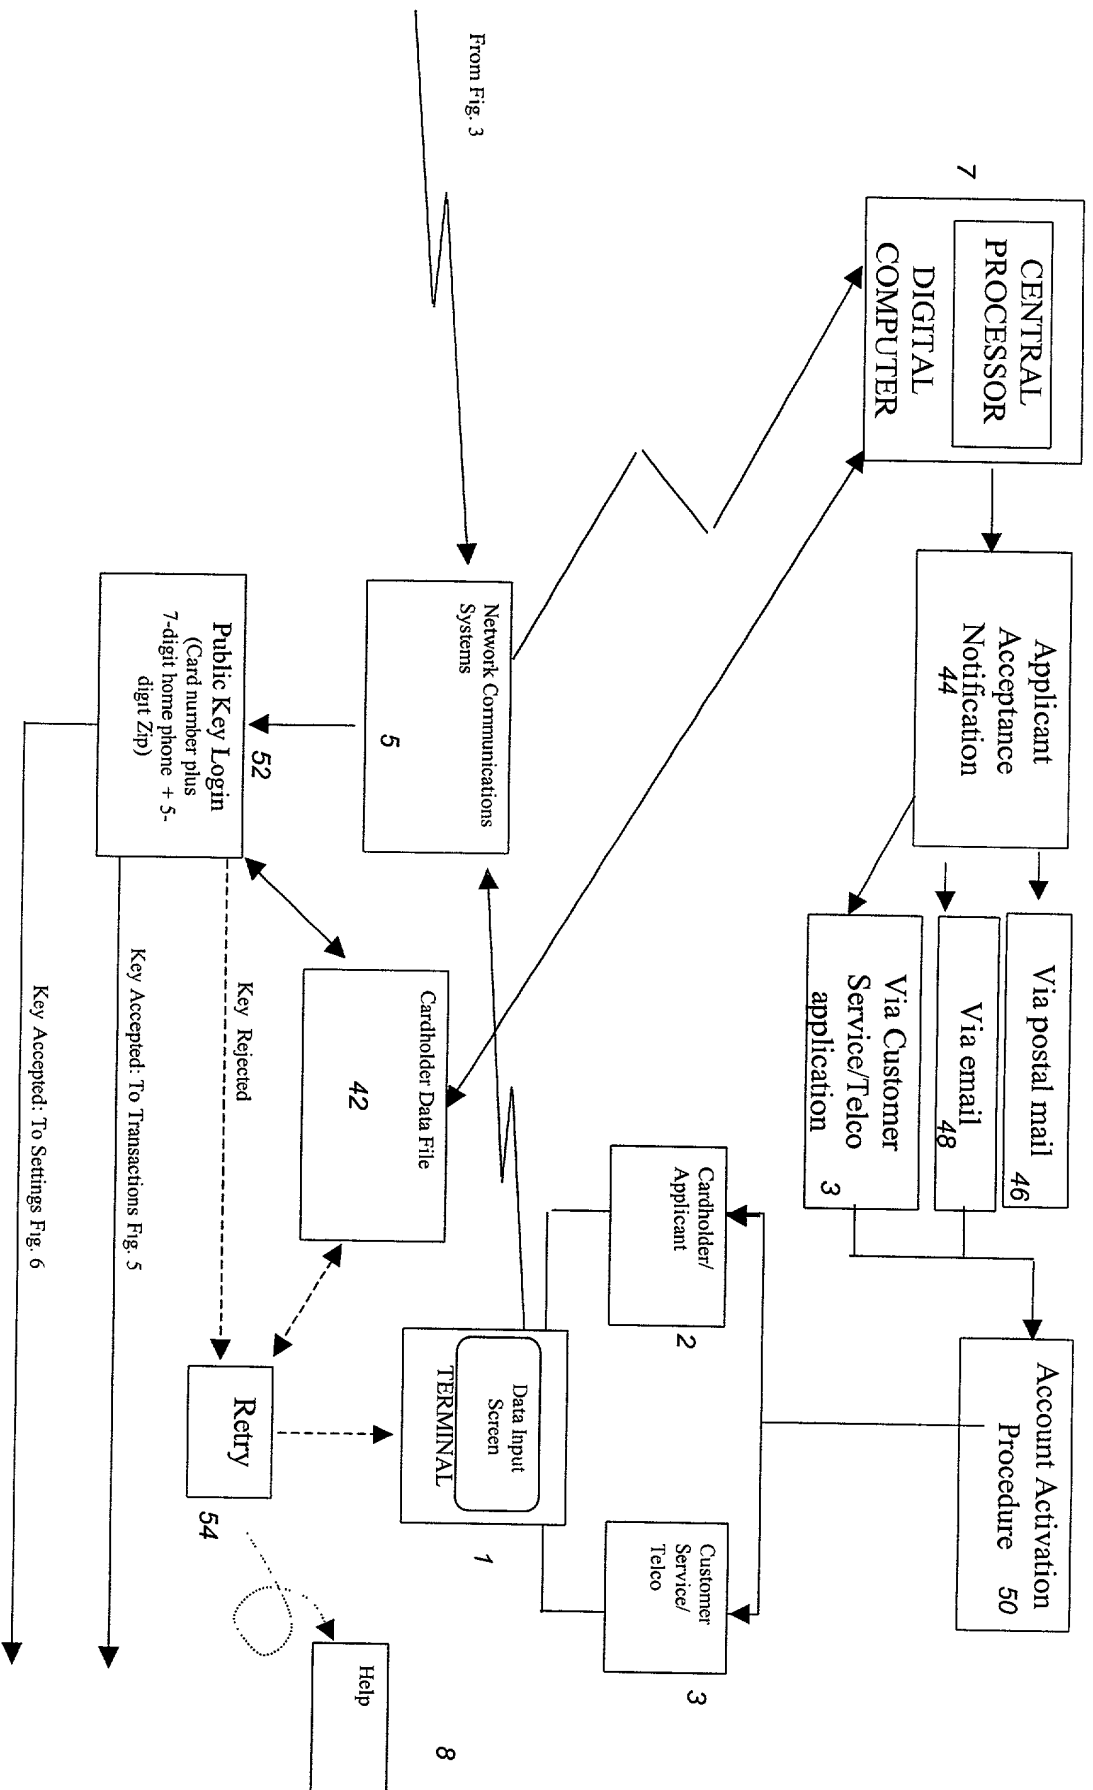 7
CENTRAL
PROCESSOR
DIGITAL
COMPUTER
Applicant
Acceptance
Notification
44
Via postal mail
46
Via email
48
Via Customer
Service/Telco
application
3
Account Activation
Procedure
50
From Fig. 3
Network Communications
Systems
5
Cardholder/
Applicant
2
Customer
Service/
Telco
3
Data Input
Screen
TERMINAL
1
Cardholder Data File
42
52
Public Key Login
(Card number plus
7-digit home phone + 5-
digit Zip)
Key Rejected
Retry
54
Help
8
Key Accepted: To Transactions Fig. 5
Key Accepted: To Settings Fig. 6